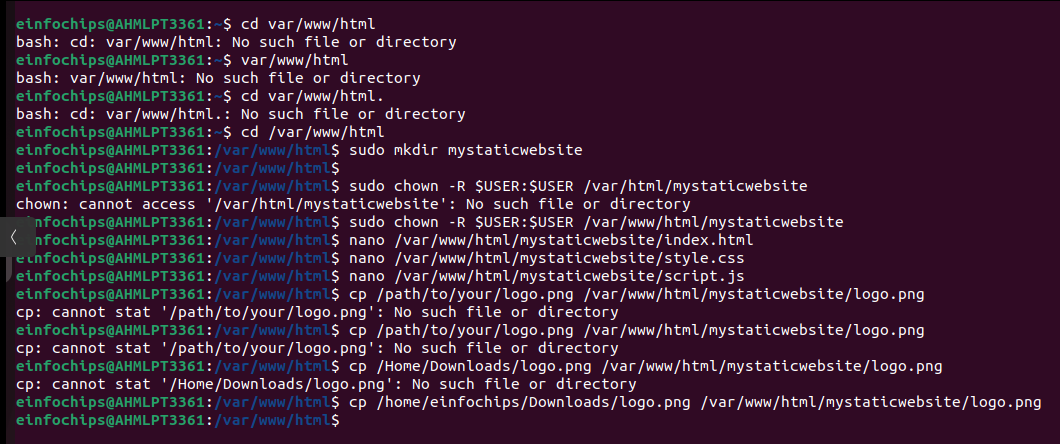 einfochips@AHMLPT3361:~$ cd var/www/html
bash: cd: var/www/html: No such file or directory
einfochips@AHMLPT3361:~$ var/www/html
bash: var/www/html: No such file or directory
einfochips@AHMLPT3361:~$ cd var/www/html.
bash: cd: var/www/html.: No such file or directory
einfochips@AHMLPT3361:~$ cd /var/www/html
einfochips@AHMLPT3361:/var/www/html$ sudo mkdir mystaticwebsite
einfochips@AHMLPT3361:/var/www/html$
einfochips@AHMLPT3361:/var/www/html$ sudo chown -R $USER:$USER /var/html/mystaticwebsite
chown: cannot access '/var/html/mystaticwebsite': No such file or directory
einfochips@AHMLPT3361:/var/www/html$ sudo chown -R $USER:$USER /var/www/html/mystaticwebsite
einfochips@AHMLPT3361:/var/www/html$ nano /var/www/html/mystaticwebsite/index.html
einfochips@AHMLPT3361:/var/www/html$ nano /var/www/html/mystaticwebsite/style.css
einfochips@AHMLPT3361:/var/www/html$ nano /var/www/html/mystaticwebsite/script.js
einfochips@AHMLPT3361:/var/www/html$ cp /path/to/your/logo.png /var/www/html/mystaticwebsite/logo.png
cp: cannot stat '/path/to/your/logo.png': No such file or directory
einfochips@AHMLPT3361:/var/www/html$ cp /path/to/your/logo.png /var/www/html/mystaticwebsite/logo.png
cp: cannot stat '/path/to/your/logo.png': No such file or directory
einfochips@AHMLPT3361:/var/www/html$ cp /Home/Downloads/logo.png /var/www/html/mystaticwebsite/logo.png
cp: cannot stat '/Home/Downloads/logo.png': No such file or directory
einfochips@AHMLPT3361:/var/www/html$ cp /home/einfochips/Downloads/logo.png /var/www/html/mystaticwebsite/logo.png
einfochips@AHMLPT3361:/var/www/html$